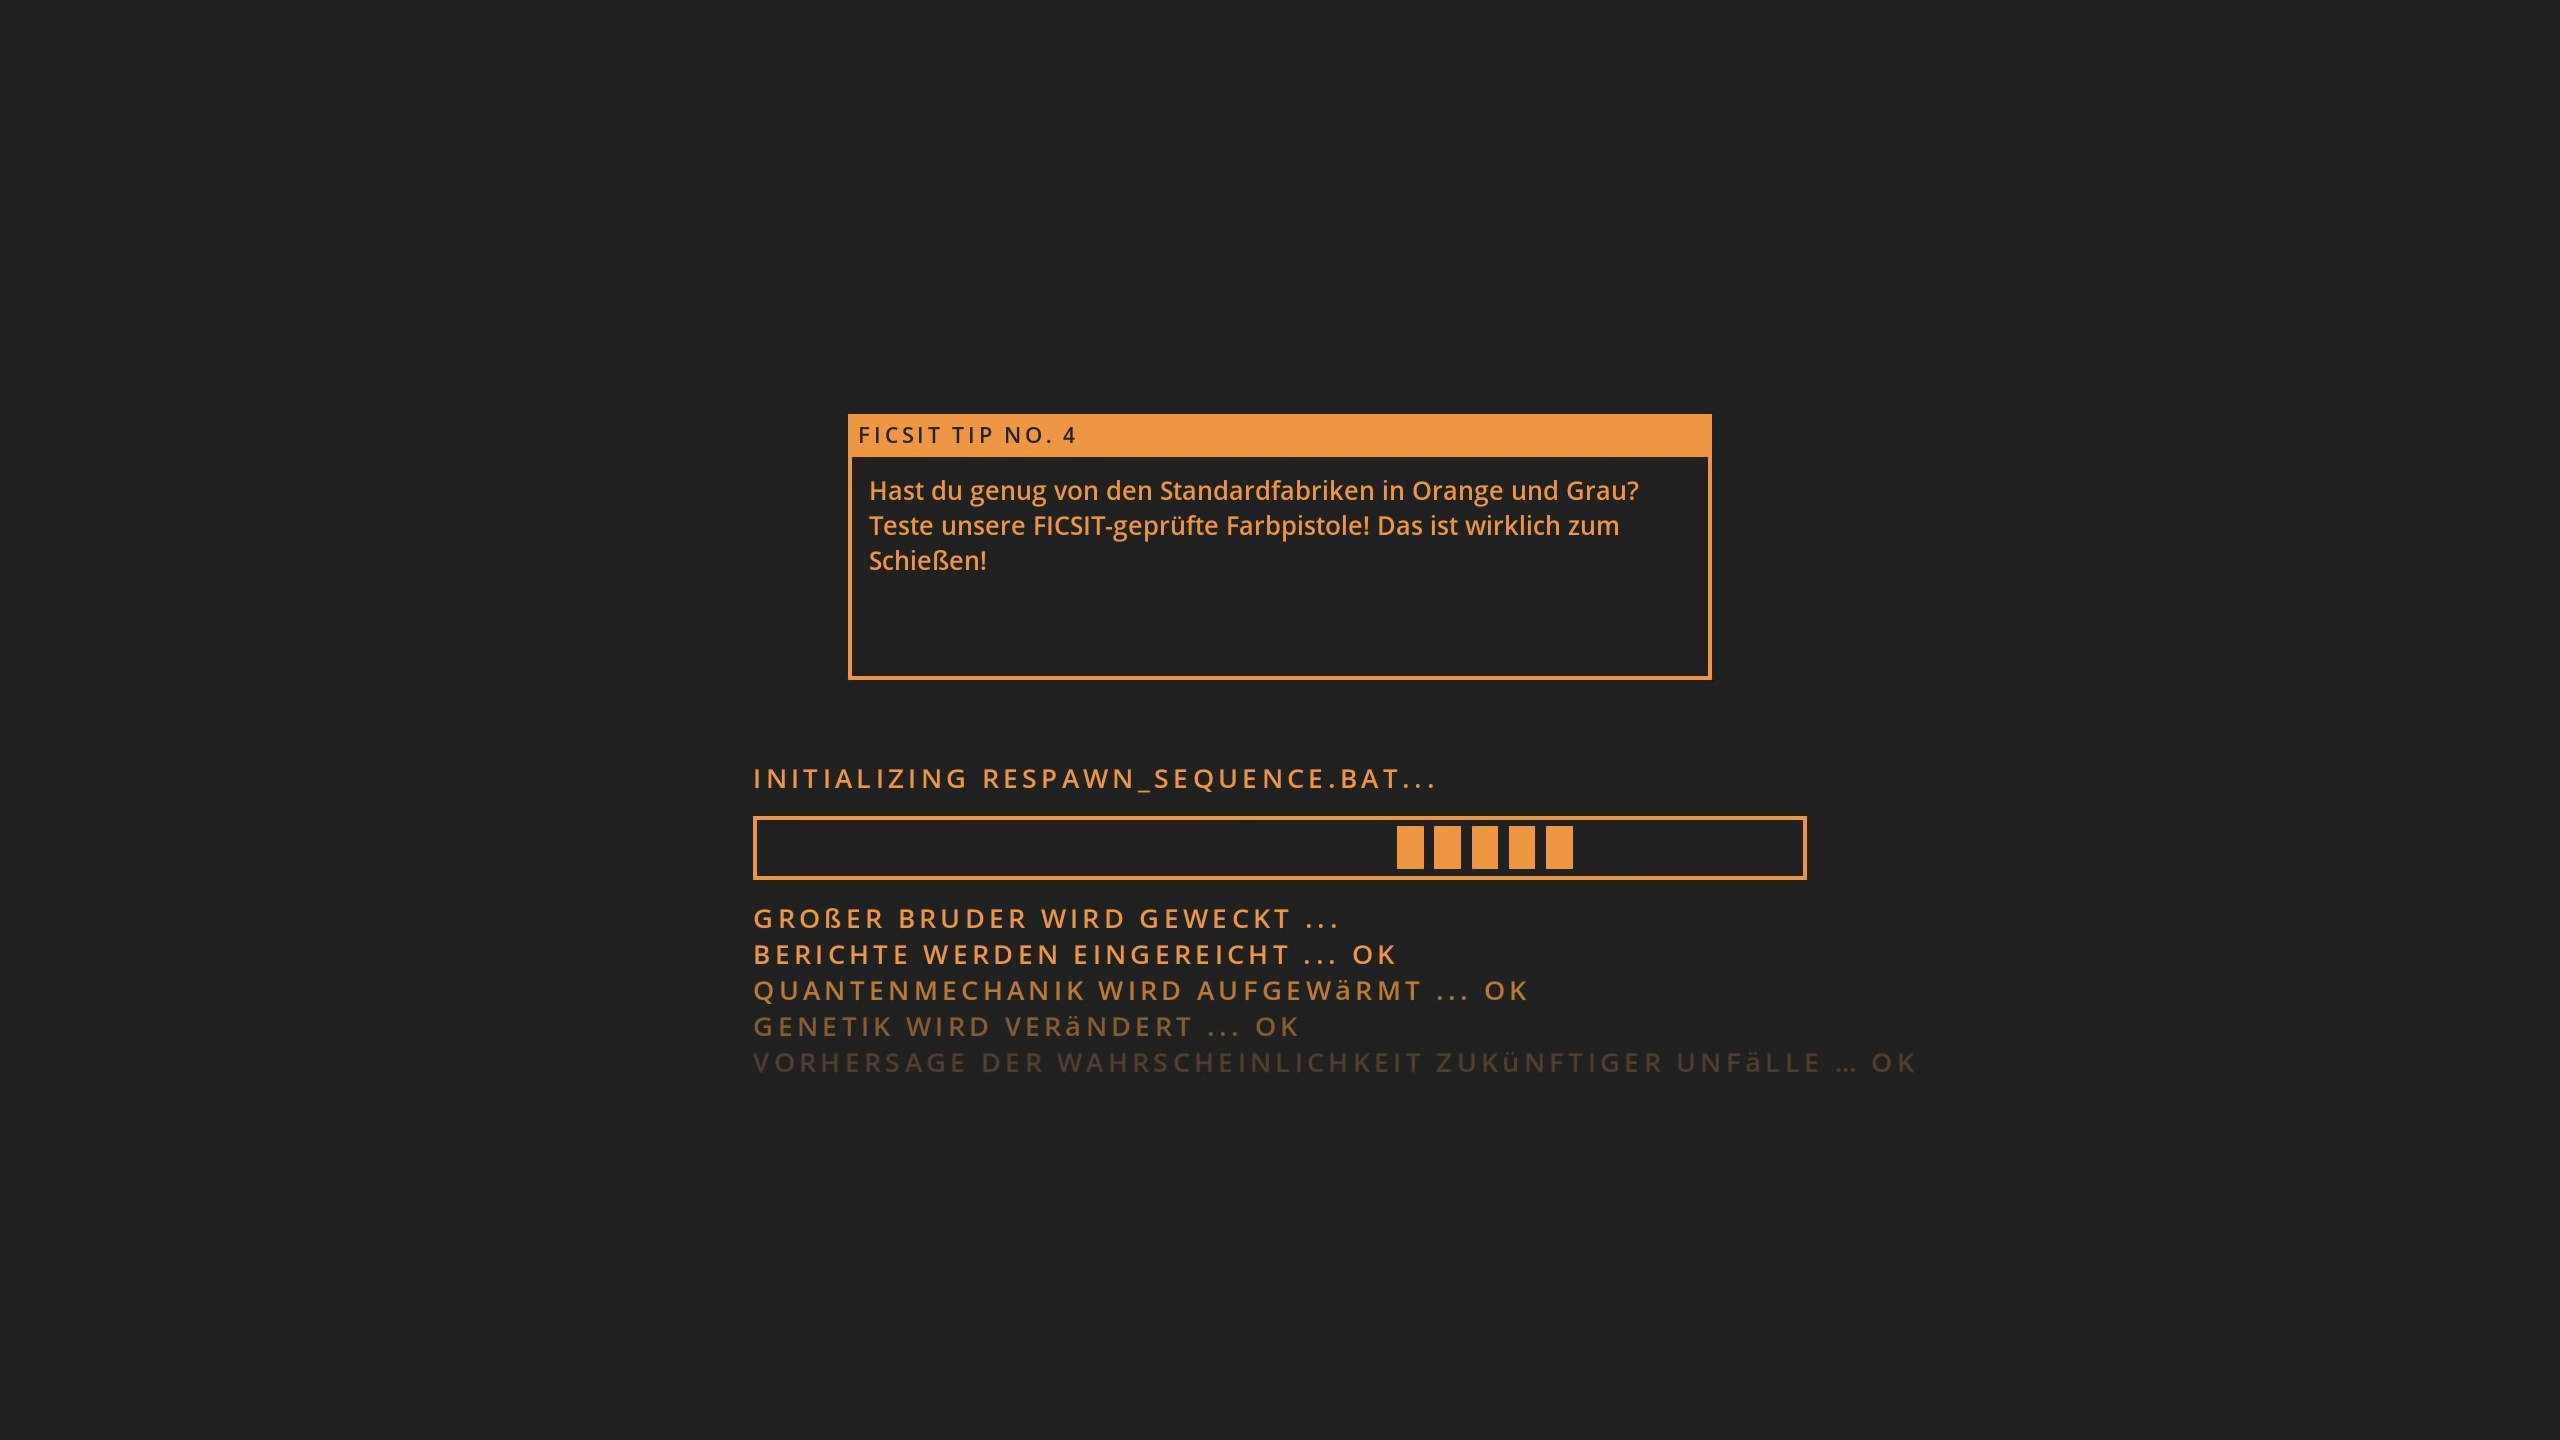 FICSIT TIP NO. 4
Hast du genug von den Standardfabriken in Orange und Grau?
Teste unsere FICSIT-geprüfte Farbpistole! Das ist wirklich zum
Schießen!
INITIALIZING RESPAWN_SEQUENCE.BAT...
GROßER BRUDER WIRD GEWECKT ...
BERICHTE WERDEN EINGEREICHT ... OK
QUANTENMECHANIK WIRD AUFGEWäRMT ... OK
GENETIK WIRD VERäNDERT ... OK
VORHERSAGE DER WAHRSCHEINLICHKEIT ZUKüNFTIGER UNFäLLE … OK